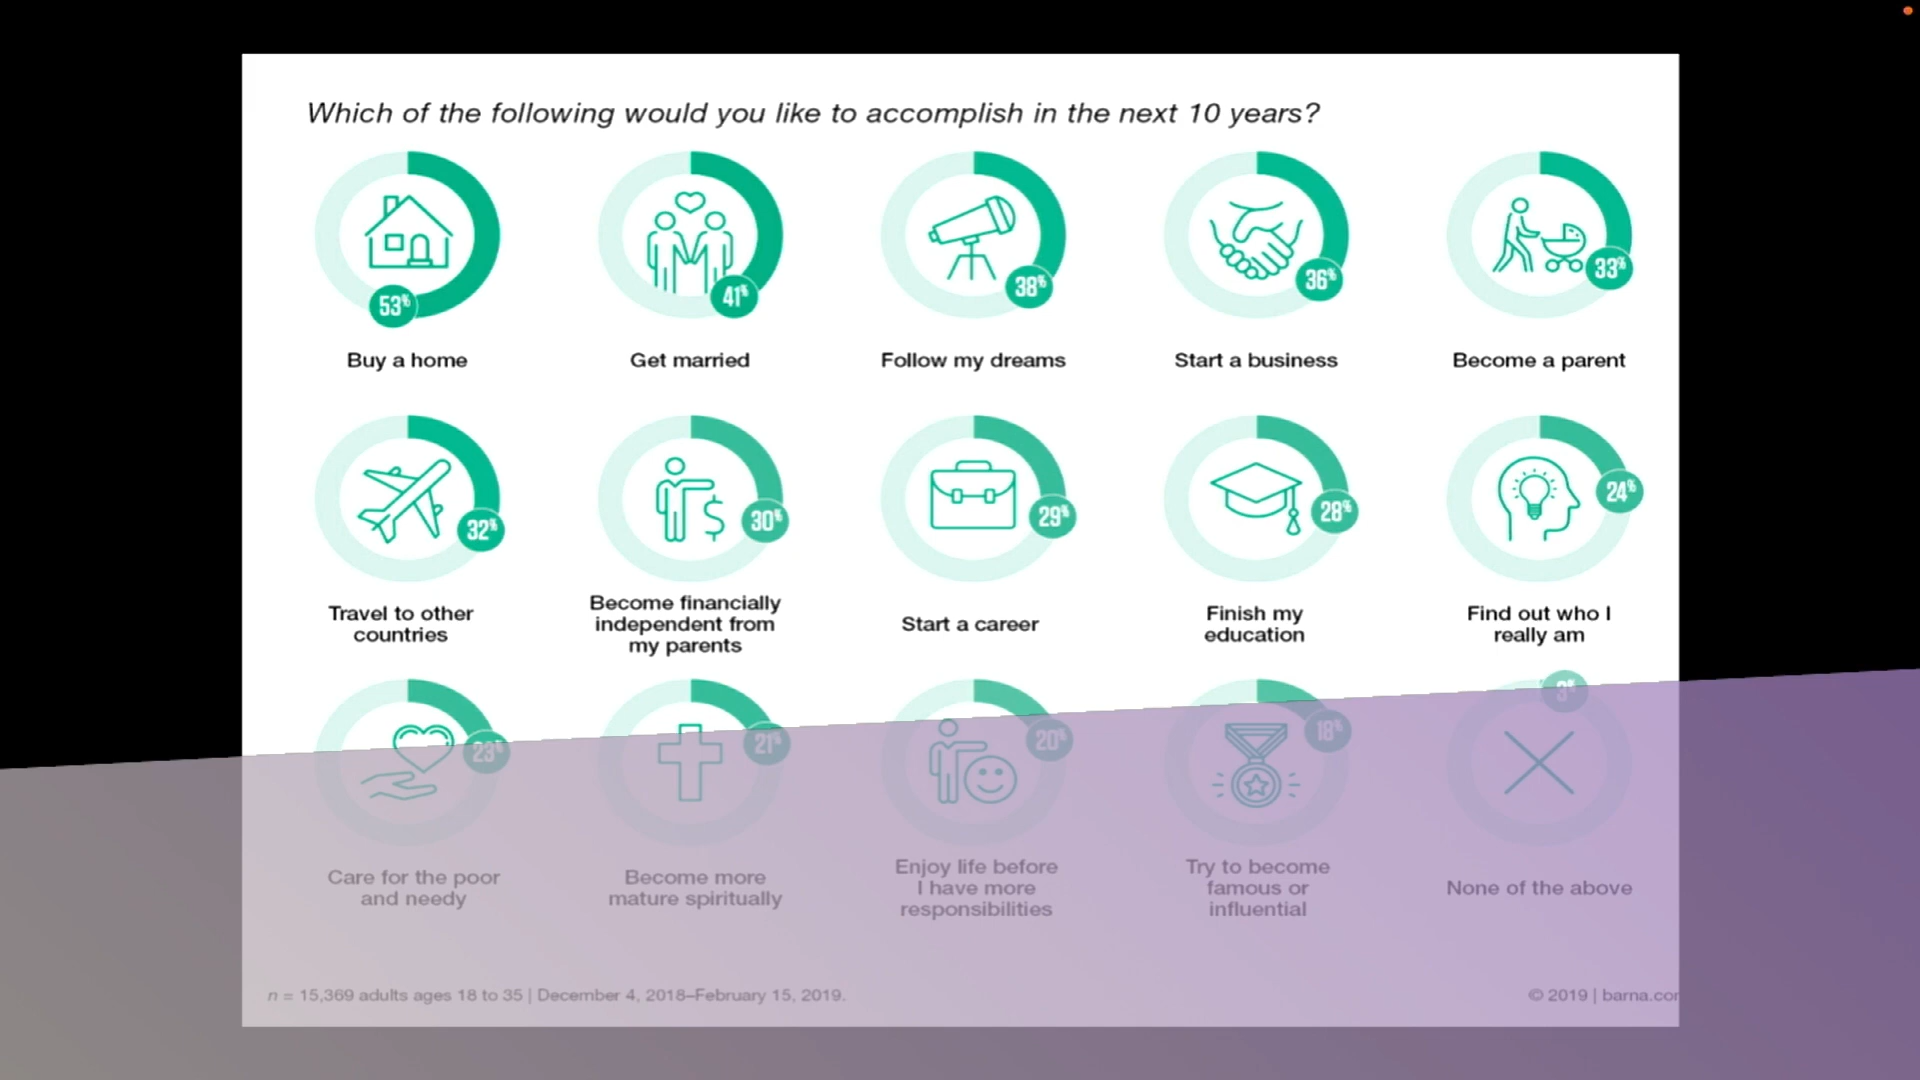 Which of the following would you like to accomplish in the next 10 years?
53%
41%
38%
36%
33%
Buy a home
Get married
Follow my dreams
Start a business
Become a parent
32%
30%
29%
28%
24%
Travel to other
countries
Become financially
independent from
my parents
Start a career
Finish my
education
Find out who I
really am
23%
21%
20%
18%
3%
Care for the poor
and needy
Become more
mature spiritually
Enjoy life before
I have more
responsibilities
Try to become
famous or
influential
None of the above
n = 15,369 adults ages 18 to 35 | December 4, 2018–February 15, 2019.
© 2019 | barna.cor